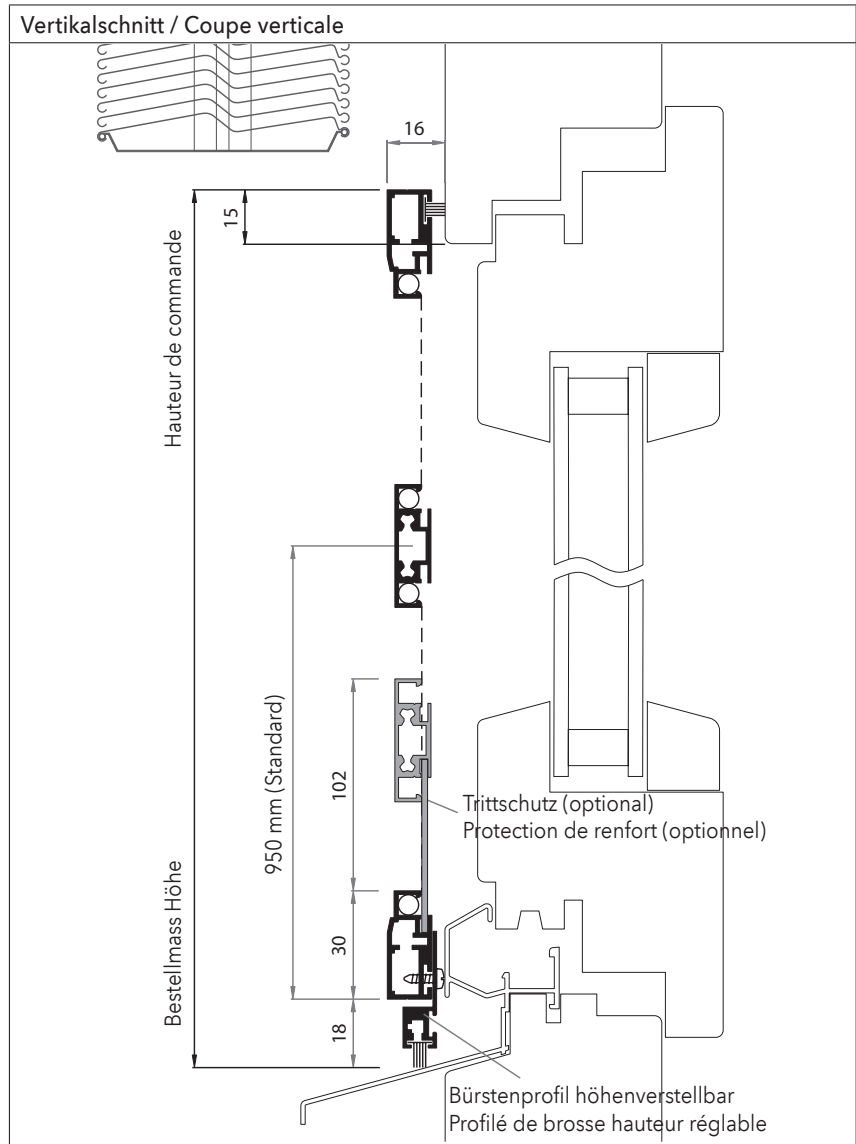 Vertikalschnitt / Coupe verticale
16
15
Hauteur de commande
950 mm (Standard)
102
Trittschutz (optional)
Protection de renfort (optionnel)
Bestellmass Höhe
30
18
Bürstenprofil höhenverstellbar
Profilé de brosse hauteur réglable